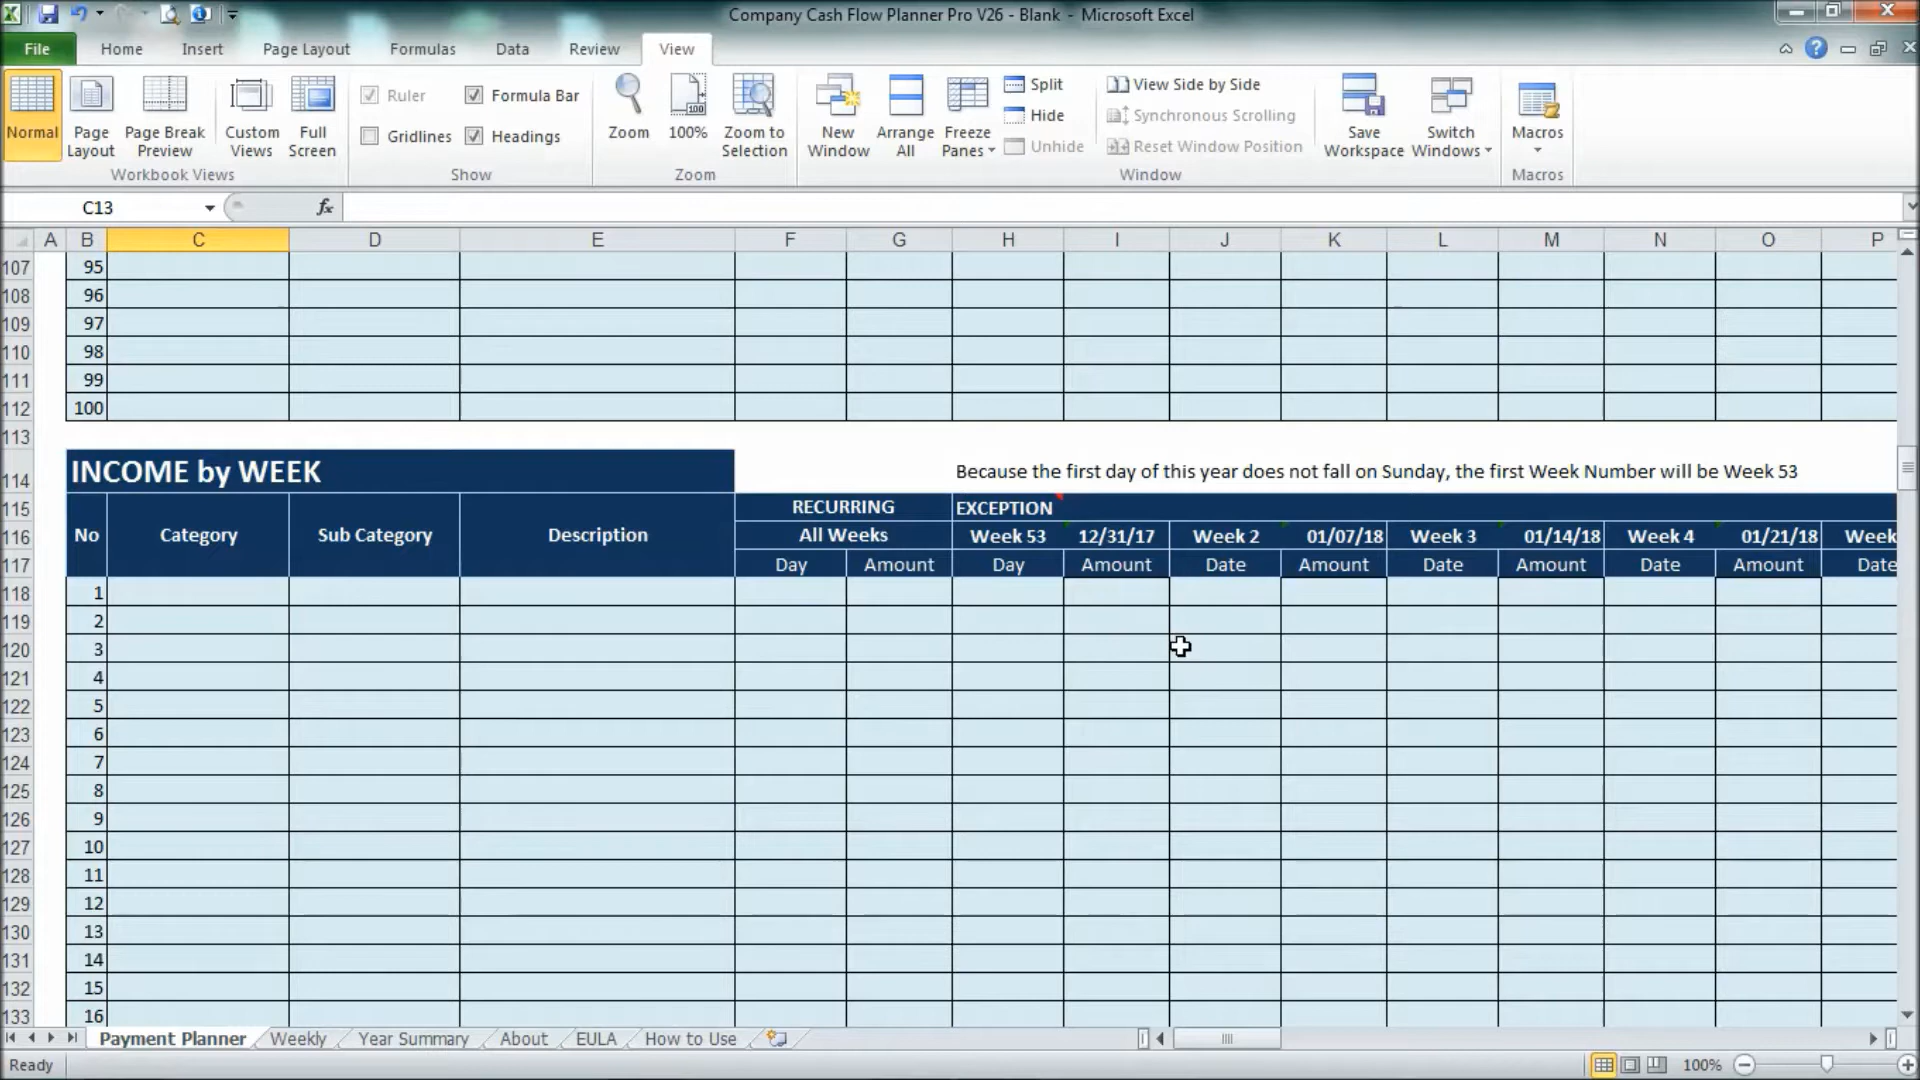 Company Cash Flow Planner Pro V26 - Blank - Microsoft Excel
File Home Insert Page Layout Formulas Data Review View
Normal
Page Layout
Page Break Preview
Custom Views
Full Screen
Workbook Views
Ruler
Formula Bar
Gridlines
Headings
Show
Zoom
100%
Zoom to Selection
Zoom
New Window
Arrange All
Freeze Panes
Split
Hide
Unhide
View Side by Side
Synchronous Scrolling
Reset Window Position
Window
Save Workspace
Switch Windows
Macros
Macros
C13 fx
A B C D E F G H I J K L M N O P
107 95
108 96
109 97
110 98
111 99
112 100
113
114 INCOME by WEEK Because the first day of this year does not fall on Sunday, the first Week Number will be Week 53
115 RECURRING EXCEPTION
116 No Category Sub Category Description All Weeks Week 53 12/31/17 Week 2 01/07/18 Week 3 01/14/18 Week 4 01/21/18 Week
117 Day Amount Day Amount Date Amount Date Amount Date Amount Date
118 1
119 2
120 3
121 4
122 5
123 6
124 7
125 8
126 9
127 10
128 11
129 12
130 13
131 14
132 15
133 16
Payment Planner Weekly Year Summary About EULA How to Use
Ready 100%